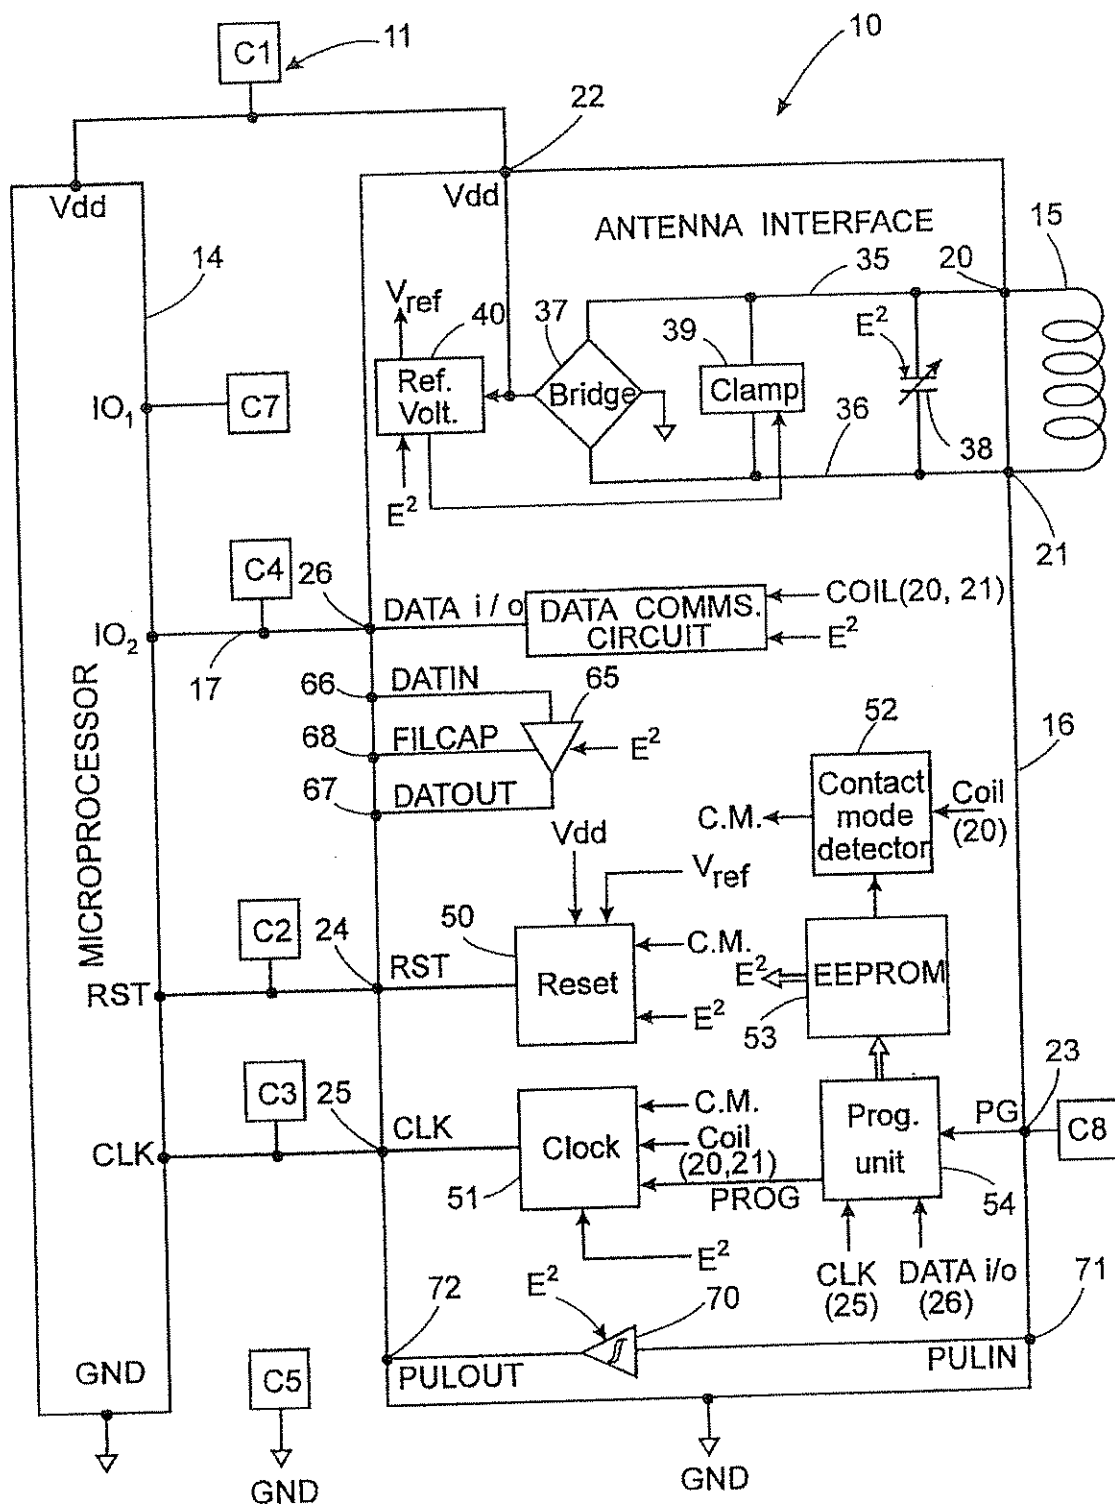 C1
11
10
22
Vdd
Vdd
ANTENNA INTERFACE
14
15
20
35
Vref
40
37
39
E²
Ref.
Volt.
Bridge
Clamp
IO₁
C7
36
38
E²
21
C4
26
DATA i/o
DATA COMMS.
CIRCUIT
COIL(20, 21)
E²
IO₂
17
66
DATIN
65
68
FILCAP
E²
67
DATOUT
52
16
Contact
mode
detector
C.M.
Coil
(20)
MICROPROCESSOR
Vdd
Vref
C2
24
50
C.M.
RST
RST
Reset
E²
E²
EEPROM
53
C3
25
C.M.
23
CLK
CLK
Clock
Coil
(20,21)
Prog.
unit
PG
C8
51
PROG
54
E²
CLK
(25)
DATA i/o
(26)
72
E²
70
71
PULOUT
PULIN
GND
C5
GND
GND